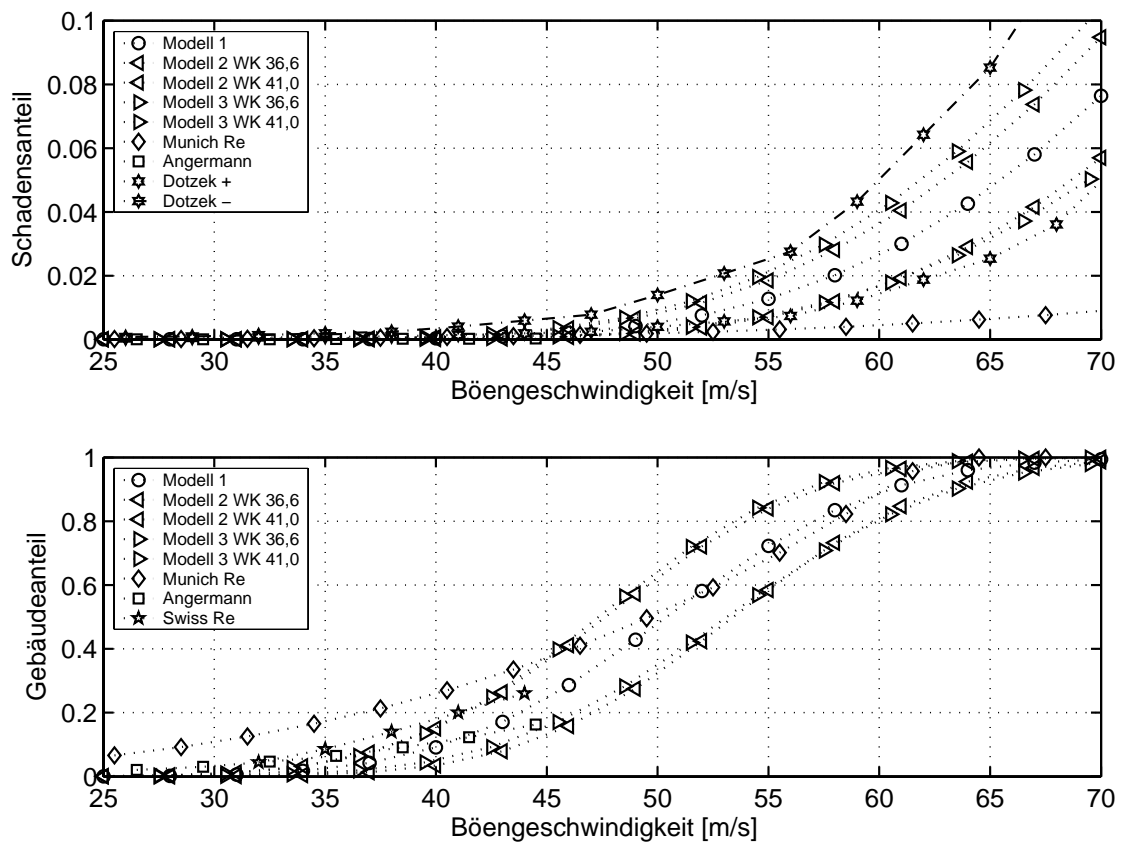 0.1
0.08
0.06
0.04
0.02
0
Schadensanteil
Modell 1
Modell 2 WK 36,6
Modell 2 WK 41,0
Modell 3 WK 36,6
Modell 3 WK 41,0
Munich Re
Angermann
Dotzek +
Dotzek –
25 30 35 40 45 50 55 60 65 70
Böengeschwindigkeit [m/s]
1
0.8
0.6
0.4
0.2
0
Gebäudeanteil
Modell 1
Modell 2 WK 36,6
Modell 2 WK 41,0
Modell 3 WK 36,6
Modell 3 WK 41,0
Munich Re
Angermann
Swiss Re
25 30 35 40 45 50 55 60 65 70
Böengeschwindigkeit [m/s]